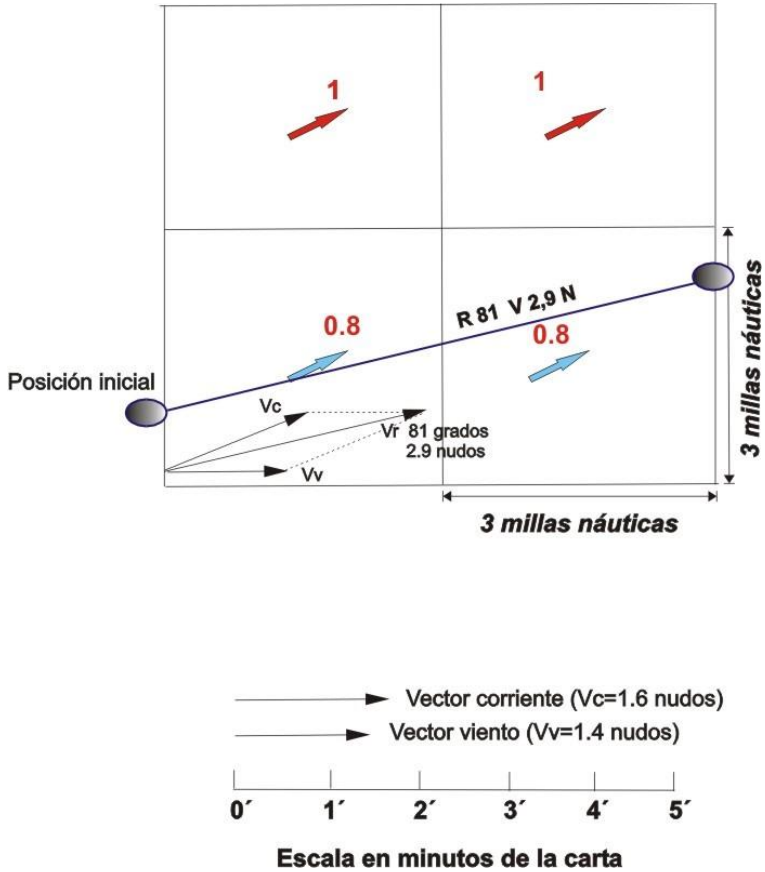 1
1
R 81 V 2,9 N
0.8
0.8
Posición inicial
Vc
Vr 81 grados
2.9 nudos
Vv
3 millas náuticas
3 millas náuticas
Vector corriente (Vc=1.6 nudos)
Vector viento (Vv=1.4 nudos)
0´ 1´ 2´ 3´ 4´ 5´
Escala en minutos de la carta